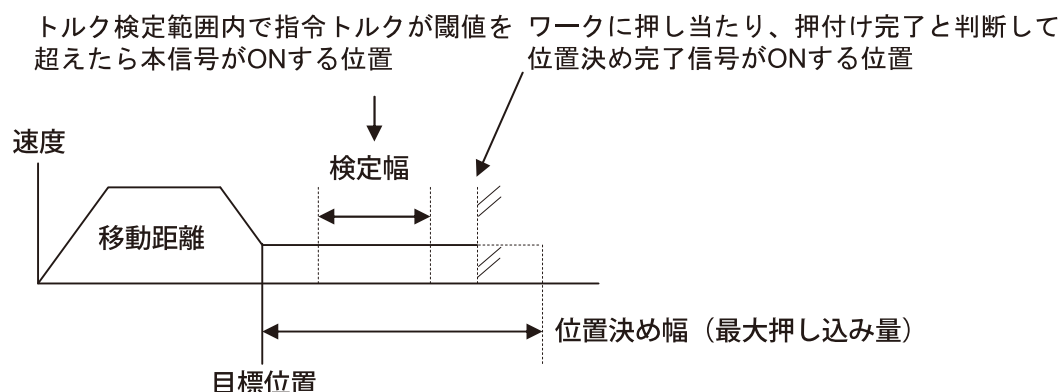 トルク検定範囲内で指令トルクが閾値を
超えたら本信号がONする位置
ワークに押し当たり、押付け完了と判断して
位置決め完了信号がONする位置
速度
検定幅
移動距離
位置決め幅（最大押し込み量）
目標位置